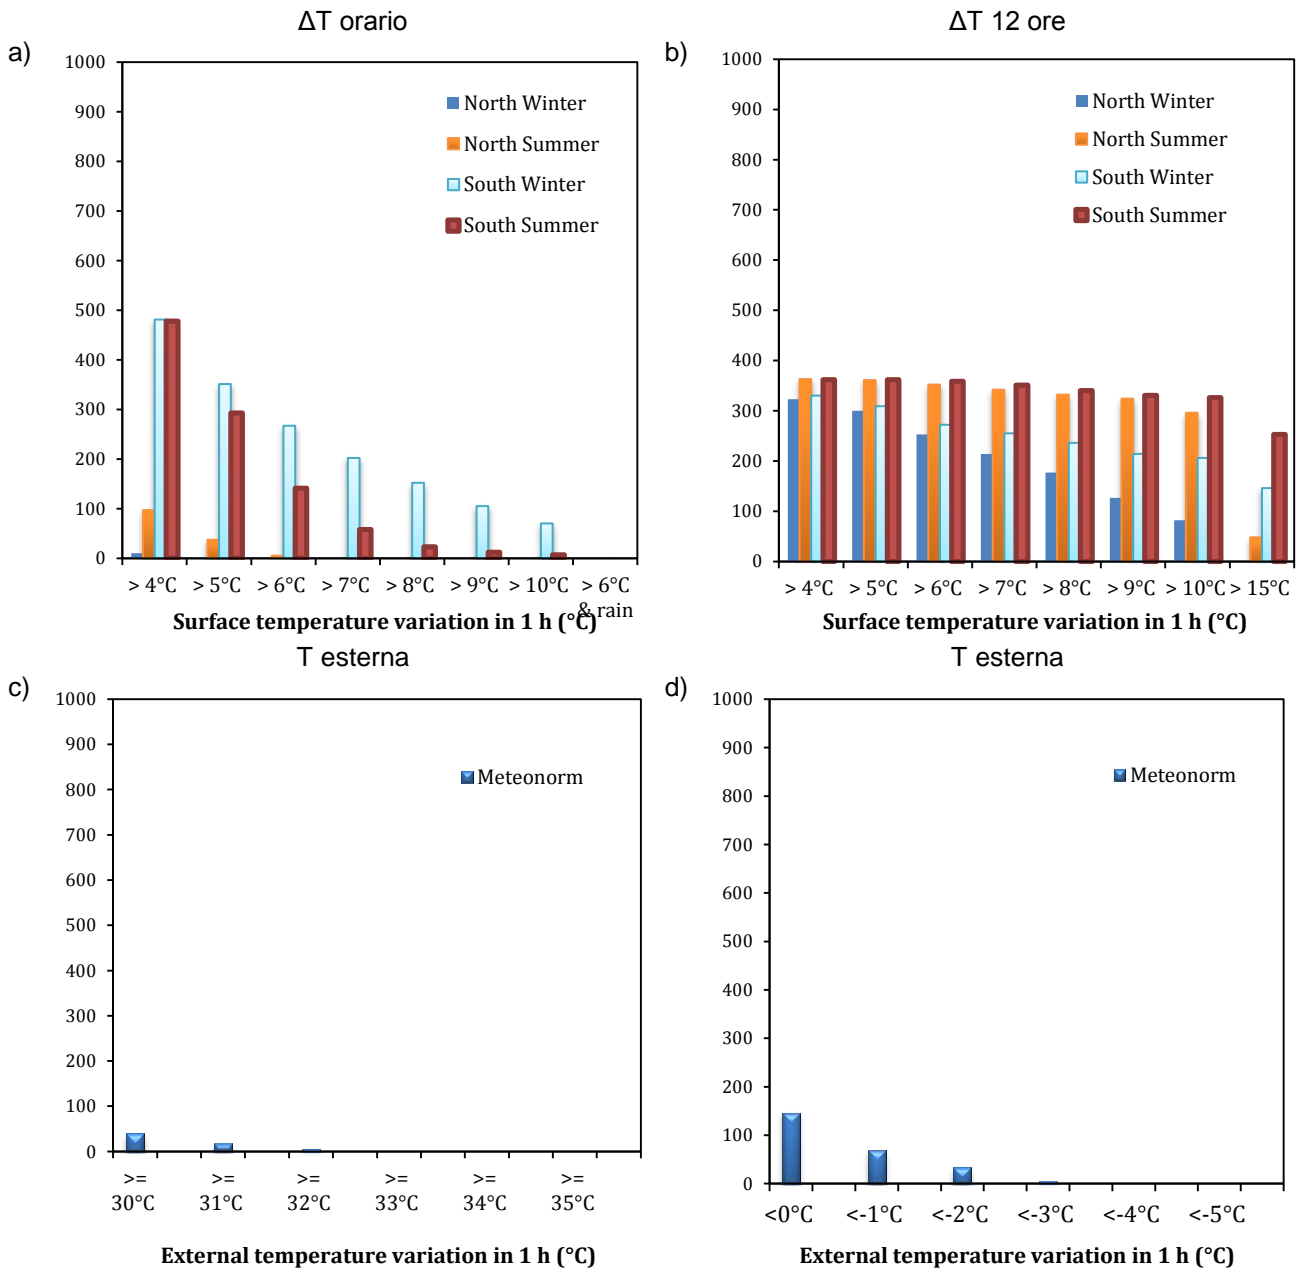 ΔT orario
a)
1000
900
800
700
600
500
400
300
200
100
0
North Winter
North Summer
South Winter
South Summer
> 4°C > 5°C > 6°C > 7°C > 8°C > 9°C > 10°C > 6°C
& rain
Surface temperature variation in 1 h (°C)
ΔT 12 ore
b)
1000
900
800
700
600
500
400
300
200
100
0
North Winter
North Summer
South Winter
South Summer
> 4°C > 5°C > 6°C > 7°C > 8°C > 9°C > 10°C > 15°C
Surface temperature variation in 1 h (°C)
T esterna
c)
1000
900
800
700
600
500
400
300
200
100
0
Meteonorm
>= >= >= >= >= >=
30°C 31°C 32°C 33°C 34°C 35°C
External temperature variation in 1 h (°C)
T esterna
d)
1000
900
800
700
600
500
400
300
200
100
0
Meteonorm
<0°C <-1°C <-2°C <-3°C <-4°C <-5°C
External temperature variation in 1 h (°C)